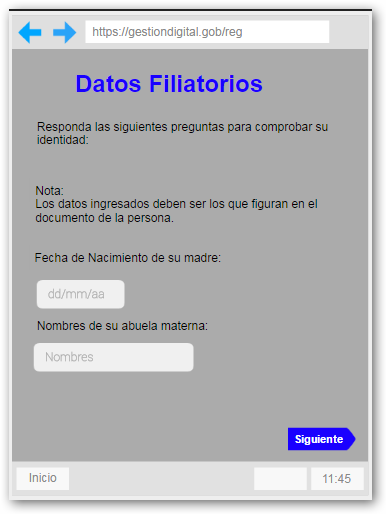 https://gestiondigital.gob/reg
Datos Filiatorios
Responda las siguientes preguntas para comprobar su
identidad:
Nota:
Los datos ingresados deben ser los que figuran en el
documento de la persona.
Fecha de Nacimiento de su madre:
dd/mm/aa
Nombres de su abuela materna:
Nombres
Siguiente
Inicio
11:45